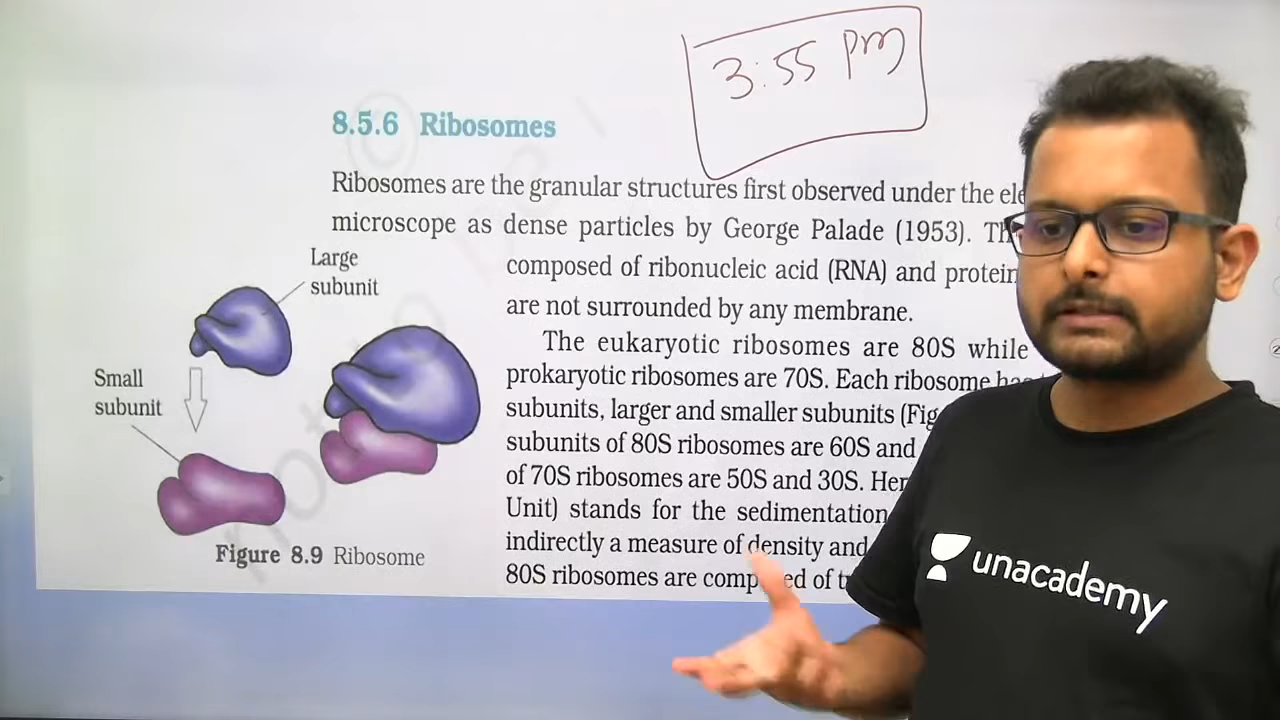 3:55 pm
8.5.6 Ribosomes
Ribosomes are the granular structures first observed under the ele
microscope as dense particles by George Palade (1953). Th
composed of ribonucleic acid (RNA) and protein
are not surrounded by any membrane.
The eukaryotic ribosomes are 80S while
prokaryotic ribosomes are 70S. Each ribosome
subunits, larger and smaller subunits (Fig
subunits of 80S ribosomes are 60S and
of 70S ribosomes are 50S and 30S. Her
Unit) stands for the sedimentation
indirectly a measure of density and
80S ribosomes are of
Large
subunit
Small
subunit
Figure 8.9 Ribosome
unacademy